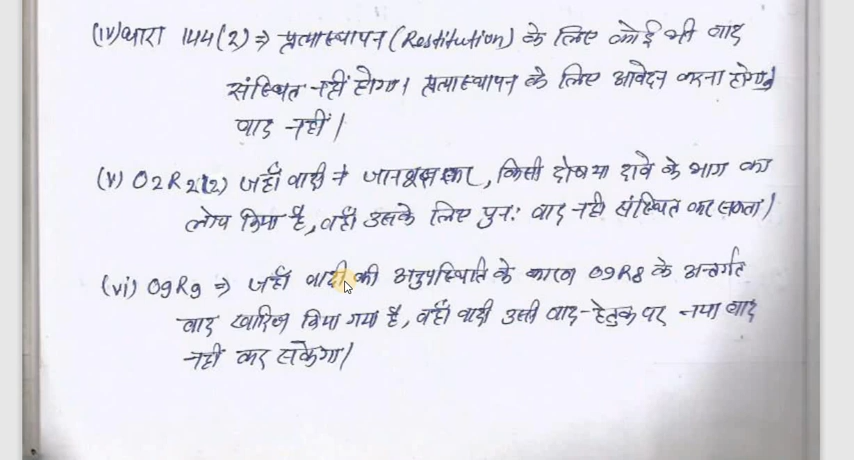 (iv) धारा 144(2) ⇒ प्रत्यास्थापन (Restitution) के लिए कोई भी वाद
संस्थित नहीं होगा। प्रत्यास्थापन के लिए आवेदन करना होगा,
वाद नहीं।
(v) O2R2(2) जहाँ वादी ने जानबूझकर, किसी दोष या दावे के भाग का
लोप किया है, वहाँ उसके लिए पुनः वाद नहीं संस्थित कर सकता।
(vi) O9R9 ⇒ जहाँ वादी की अनुपस्थिति के कारण O9R8 के अन्तर्गत
वाद खारिज किया गया है, वहाँ वादी उसी वाद-हेतुक पर नया वाद
नहीं कर सकेगा।